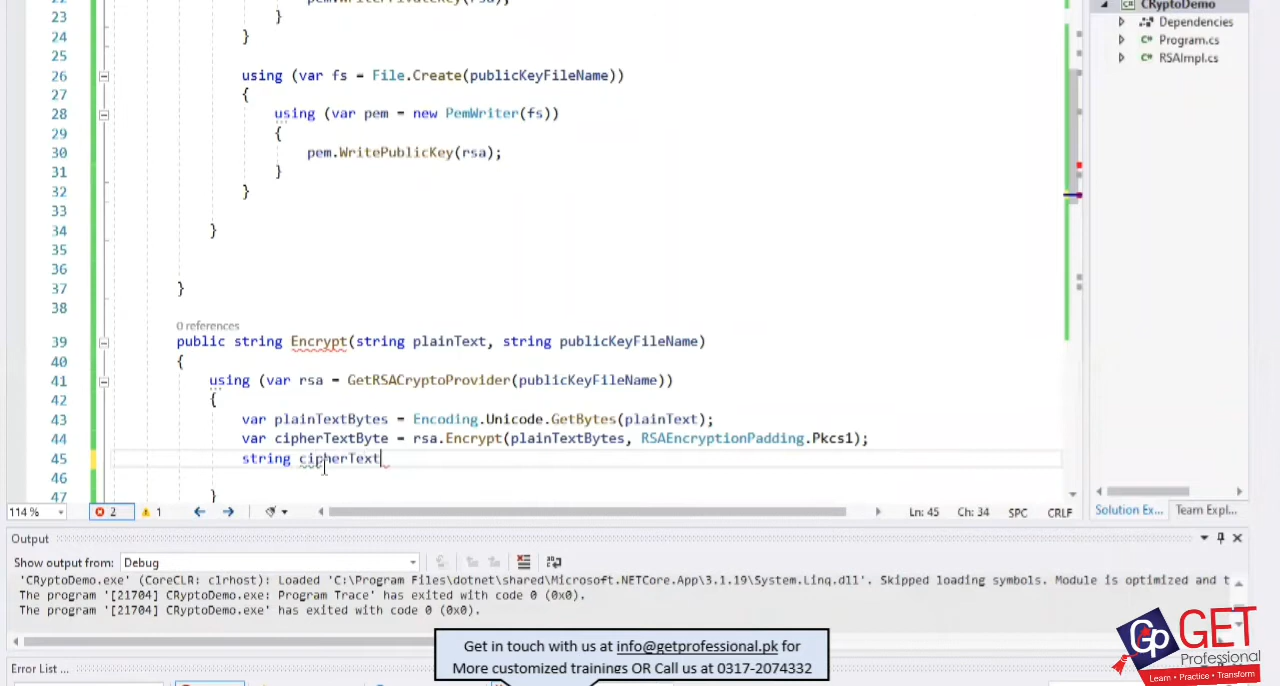 pem.WritePrivateKey(rsa);
CRyptoDemo
23 }
Dependencies
24 }
Program.cs
25
RSAImpl.cs
26 using (var fs = File.Create(publicKeyFileName))
27 {
28 using (var pem = new PemWriter(fs))
29 {
30 pem.WritePublicKey(rsa);
31 }
32 }
33
34 }
35
36
37 }
38
0 references
39 public string Encrypt(string plainText, string publicKeyFileName)
40 {
41 using (var rsa = GetRSACryptoProvider(publicKeyFileName))
42 {
43 var plainTextBytes = Encoding.Unicode.GetBytes(plainText);
44 var cipherTextByte = rsa.Encrypt(plainTextBytes, RSAEncryptionPadding.Pkcs1);
45 string cipherText
46
47 }
114 % 2 1 Ln: 45 Ch: 34 SPC CRLF
Solution Ex... Team Expl...
Output
Show output from: Debug
'CRyptoDemo.exe' (CoreCLR: clrhost): Loaded 'C:\Program Files\dotnet\shared\Microsoft.NETCore.App\3.1.19\System.Linq.dll'. Skipped loading symbols. Module is optimized and t
The program '[21704] CRyptoDemo.exe: Program Trace' has exited with code 0 (0x0).
The program '[21704] CRyptoDemo.exe' has exited with code 0 (0x0).
Get in touch with us at info@getprofessional.pk for
More customized trainings OR Call us at 0317-2074332
Error List ...
Gp GET
Professional
Learn • Practice • Transform